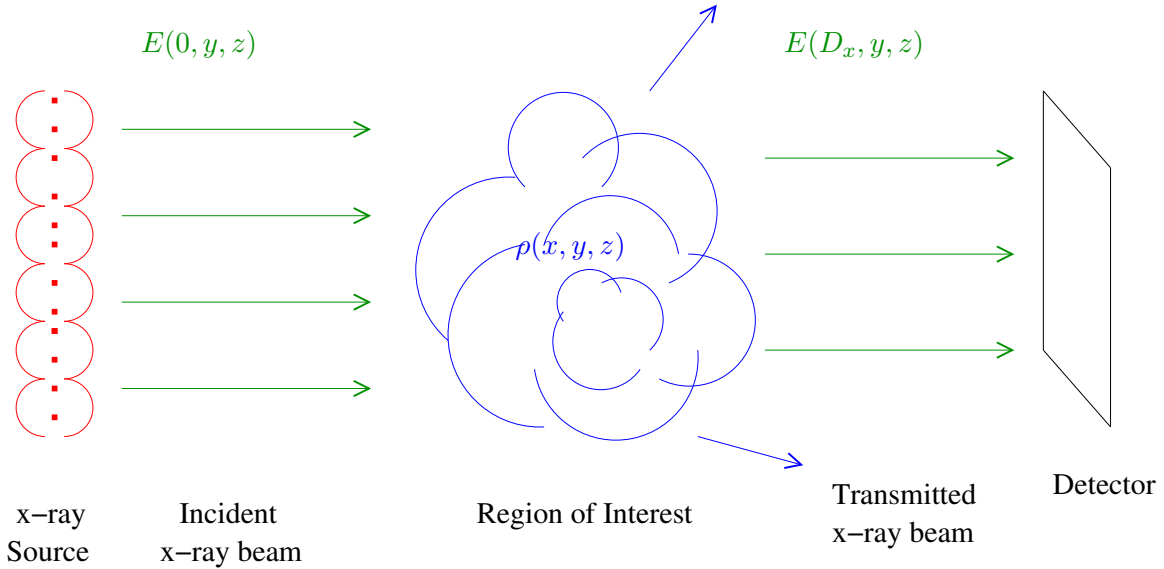 E(0, y, z)
E(D_x, y, z)
ρ(x, y, z)
x−ray
Source
Incident
x−ray beam
Region of Interest
Transmitted
x−ray beam
Detector